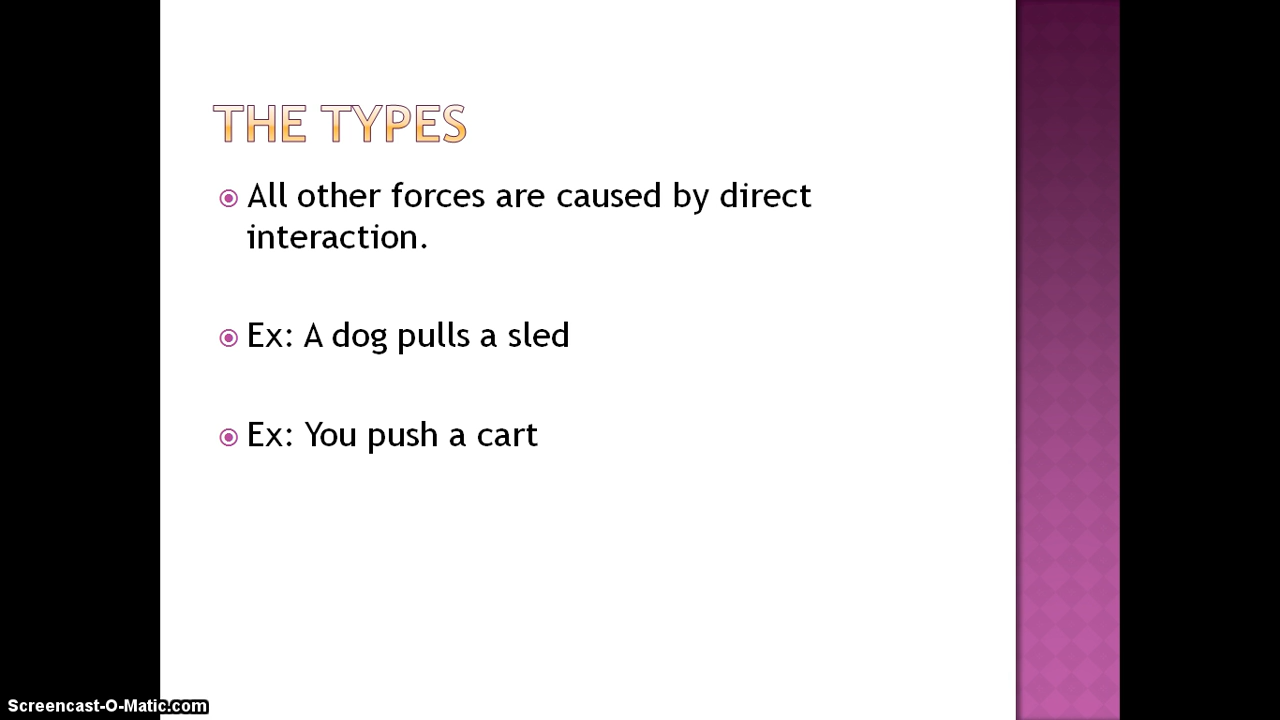 THE TYPES
All other forces are caused by direct
interaction.
Ex: A dog pulls a sled
Ex: You push a cart
Screencast-O-Matic.com